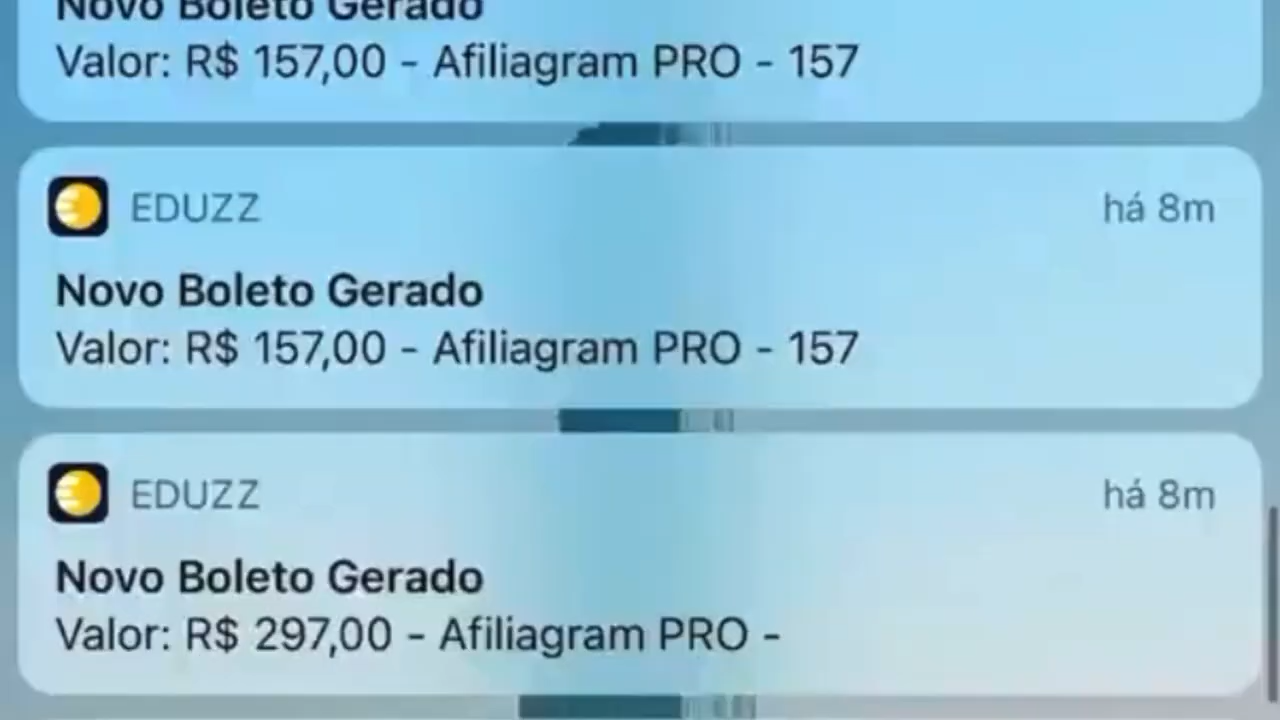 Novo Boleto Gerado
Valor: R$ 157,00 - Afiliagram PRO - 157
EDUZZ há 8m
Novo Boleto Gerado
Valor: R$ 157,00 - Afiliagram PRO - 157
EDUZZ há 8m
Novo Boleto Gerado
Valor: R$ 297,00 - Afiliagram PRO -